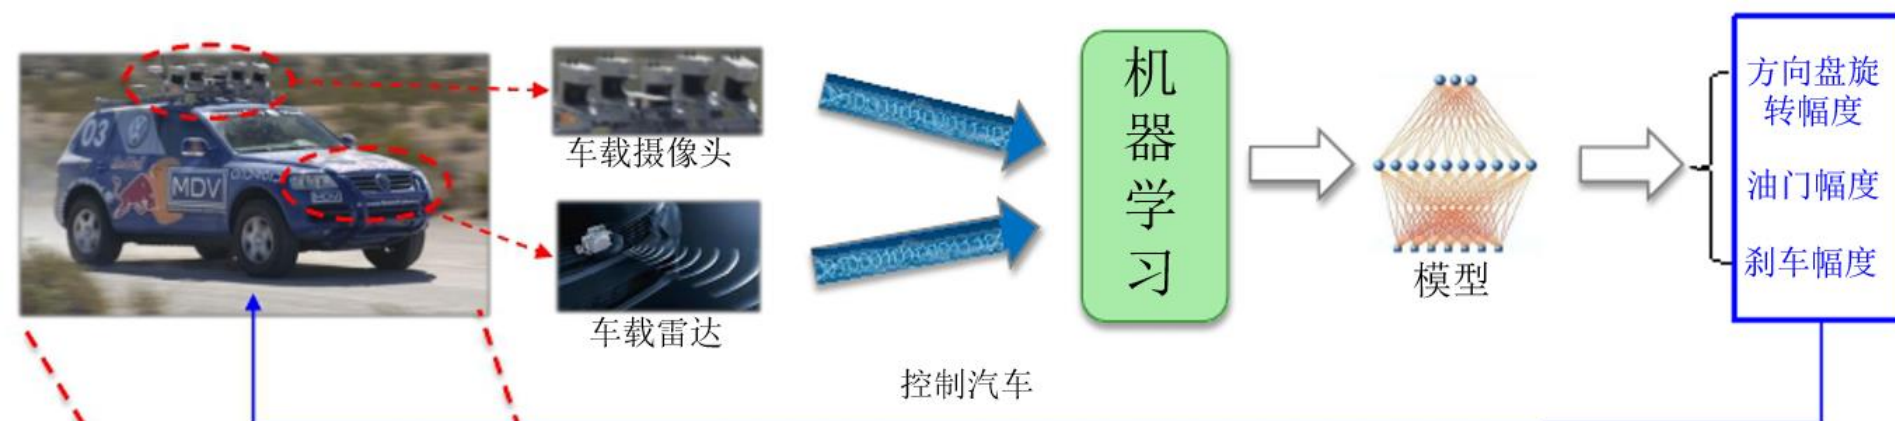 03
MDV
车载摄像头
车载雷达
控制汽车
机
器
学
习
模型
方向盘旋
转幅度
油门幅度
刹车幅度